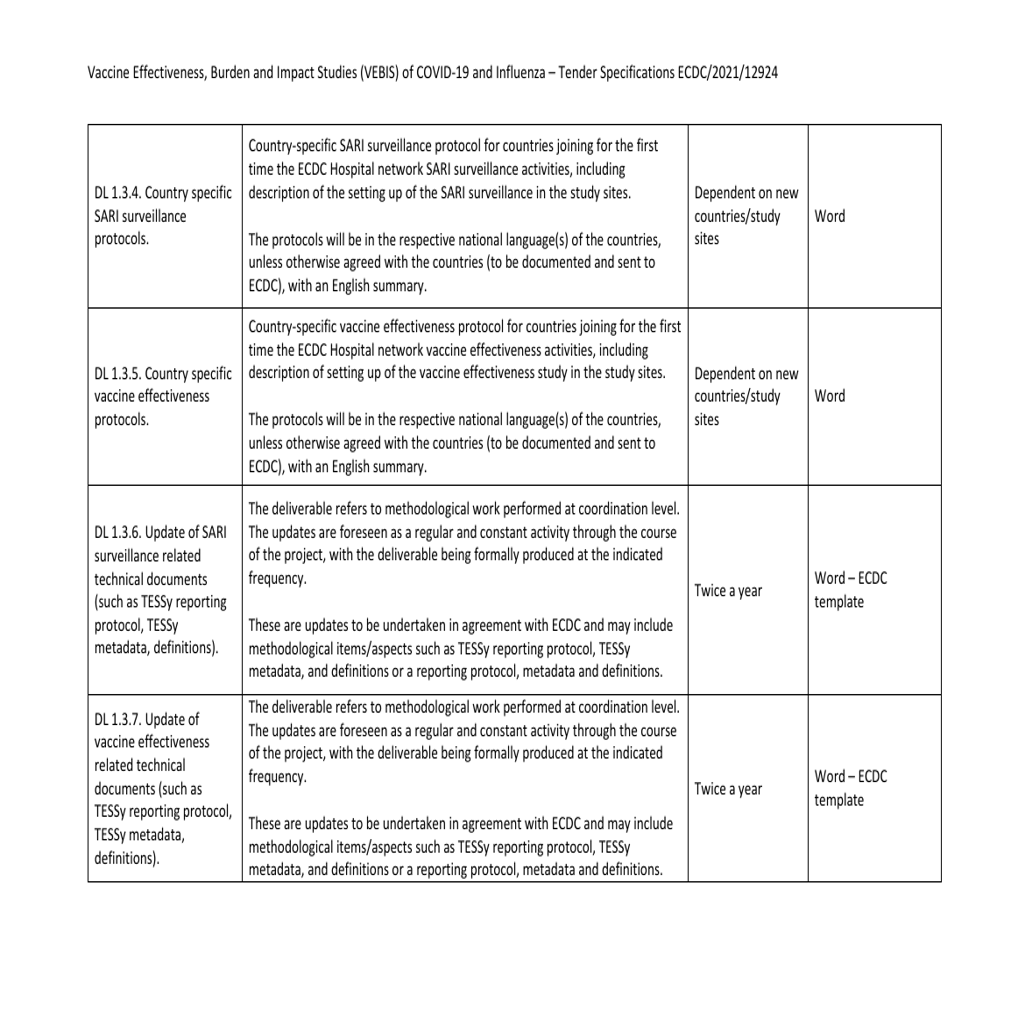 Vaccine Effectiveness, Burden and Impact Studies (VEBIS) of COVID-19 and Influenza – Tender Specifications ECDC/2021/12924
DL 1.3.4. Country specific
SARI surveillance
protocols.
Country-specific SARI surveillance protocol for countries joining for the first
time the ECDC Hospital network SARI surveillance activities, including
description of the setting up of the SARI surveillance in the study sites.
The protocols will be in the respective national language(s) of the countries,
unless otherwise agreed with the countries (to be documented and sent to
ECDC), with an English summary.
Dependent on new
countries/study
sites
Word
DL 1.3.5. Country specific
vaccine effectiveness
protocols.
Country-specific vaccine effectiveness protocol for countries joining for the first
time the ECDC Hospital network vaccine effectiveness activities, including
description of setting up of the vaccine effectiveness study in the study sites.
The protocols will be in the respective national language(s) of the countries,
unless otherwise agreed with the countries (to be documented and sent to
ECDC), with an English summary.
Dependent on new
countries/study
sites
Word
DL 1.3.6. Update of SARI
surveillance related
technical documents
(such as TESSy reporting
protocol, TESSy
metadata, definitions).
The deliverable refers to methodological work performed at coordination level.
The updates are foreseen as a regular and constant activity through the course
of the project, with the deliverable being formally produced at the indicated
frequency.
These are updates to be undertaken in agreement with ECDC and may include
methodological items/aspects such as TESSy reporting protocol, TESSy
metadata, and definitions or a reporting protocol, metadata and definitions.
Twice a year
Word – ECDC
template
DL 1.3.7. Update of
vaccine effectiveness
related technical
documents (such as
TESSy reporting protocol,
TESSy metadata,
definitions).
The deliverable refers to methodological work performed at coordination level.
The updates are foreseen as a regular and constant activity through the course
of the project, with the deliverable being formally produced at the indicated
frequency.
These are updates to be undertaken in agreement with ECDC and may include
methodological items/aspects such as TESSy reporting protocol, TESSy
metadata, and definitions or a reporting protocol, metadata and definitions.
Twice a year
Word – ECDC
template